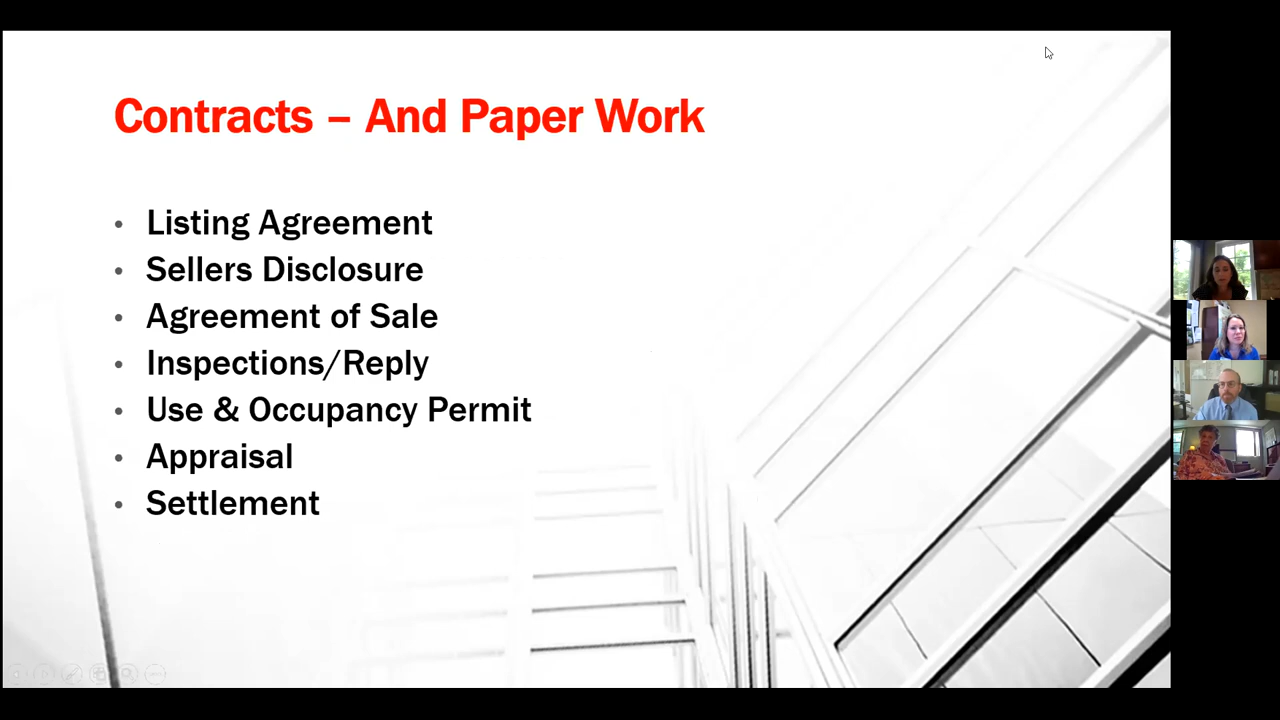 Contracts – And Paper Work
• Listing Agreement
• Sellers Disclosure
• Agreement of Sale
• Inspections/Reply
• Use & Occupancy Permit
• Appraisal
• Settlement